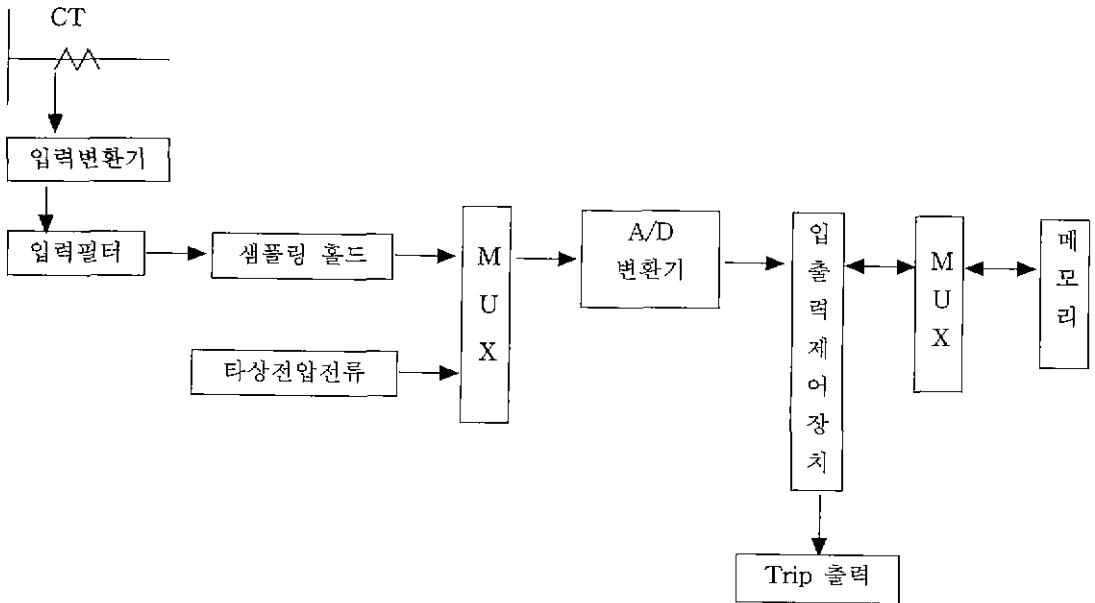 CT
입력변환기
입력필터
샘플링 홀드
타상전압전류
M
U
X
A/D
변환기
입
출
력
제
어
장
치
M
U
X
메
모
리
Trip 출력